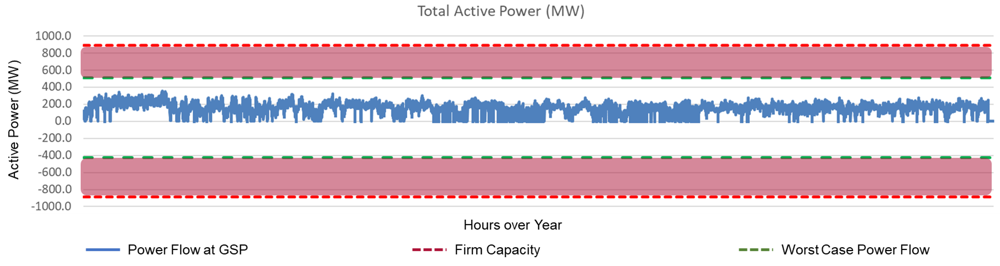 Total Active Power (MW)
Active Power (MW)
1000.0
800.0
600.0
400.0
200.0
0.0
-200.0
-400.0
-600.0
-800.0
-1000.0
Hours over Year
Power Flow at GSP
Firm Capacity
Worst Case Power Flow